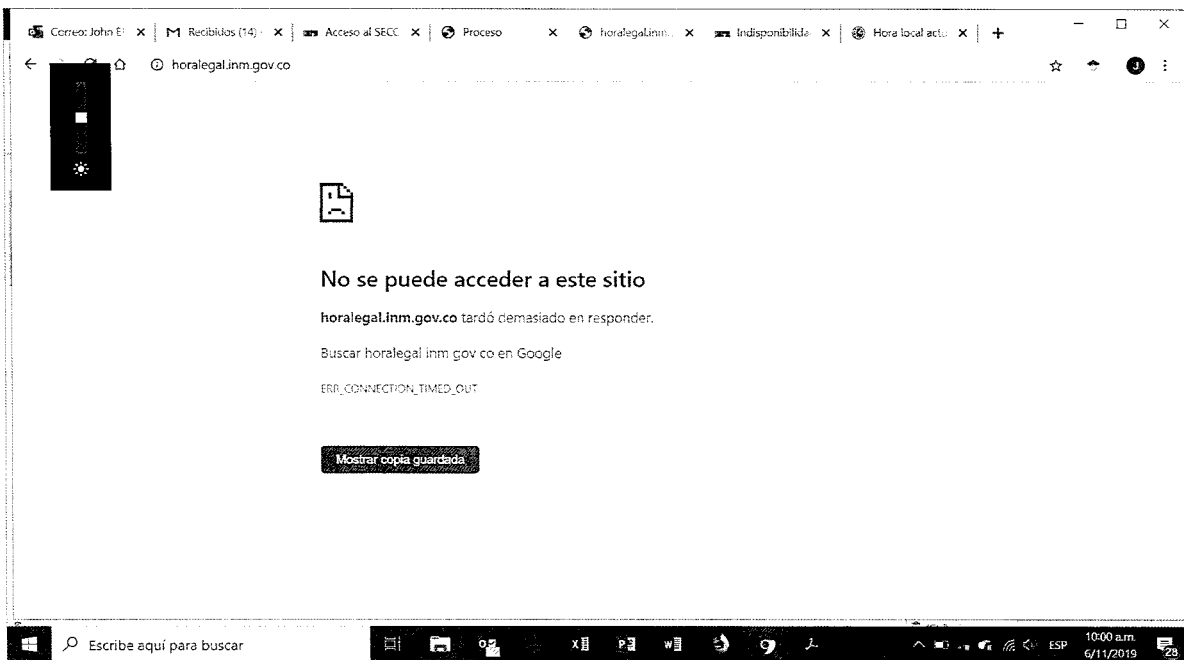 Correo: John E
Recibidos (14) -
Acceso al SECC
Proceso
horalegal.inm.
Indisponibilida
Hora local actu
horalegal.inm.gov.co
J
No se puede acceder a este sitio
horalegal.inm.gov.co tardó demasiado en responder.
Buscar horalegal inm gov co en Google
ERR_CONNECTION_TIMED_OUT
Mostrar copia guardada
Escribe aquí para buscar
ESP
10:00 a.m.
6/11/2019
28